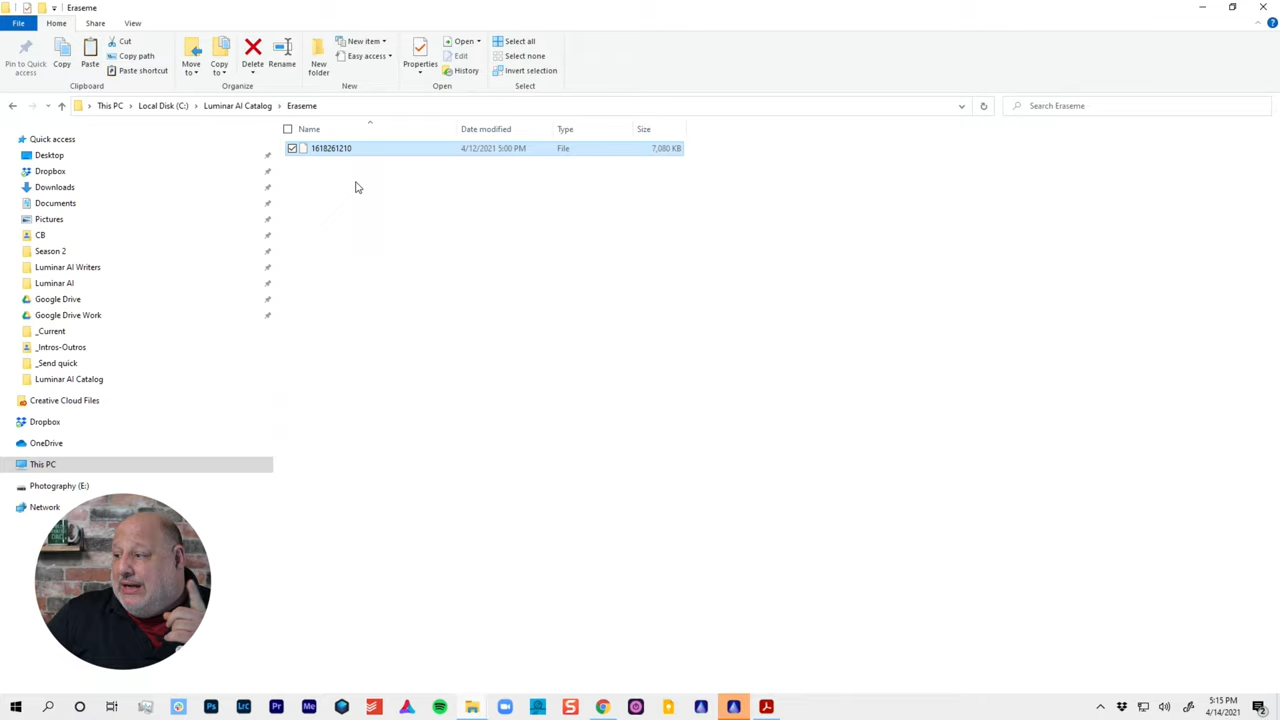 Eraseme
File
Home
Share
View
Pin to Quick access
Copy
Paste
Cut
Copy path
Paste shortcut
Move to
Copy to
Delete
Rename
New folder
New item
Easy access
Properties
Open
Edit
History
Select all
Select none
Invert selection
Clipboard
Organize
New
Open
Select
This PC
Local Disk (C:)
Luminar AI Catalog
Eraseme
Search Eraseme
Name
Date modified
Type
Size
1618261210
4/12/2021 5:00 PM
File
7,080 KB
Quick access
Desktop
Dropbox
Downloads
Documents
Pictures
CB
Season 2
Luminar AI Writers
Luminar AI
Google Drive
Google Drive Work
_Current
_Intros-Outros
_Send quick
Luminar AI Catalog
Creative Cloud Files
Dropbox
OneDrive
This PC
Photography (E:)
Network
Ps
LrC
Pr
Me
S
5:15 PM
4/14/2021
2